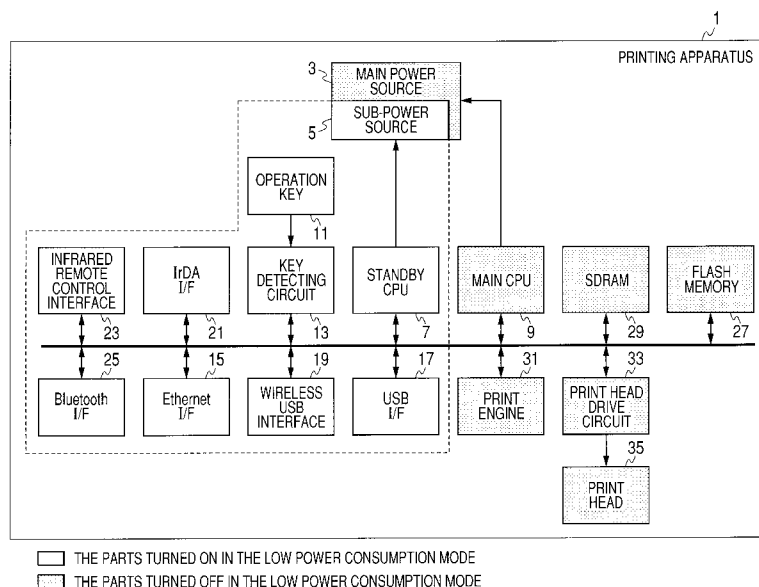 1
PRINTING APPARATUS
3
MAIN POWER
SOURCE
SUB-POWER
SOURCE
5
OPERATION
KEY
11
INFRARED
REMOTE
CONTROL
INTERFACE
23
IrDA
I/F
21
KEY
DETECTING
CIRCUIT
13
STANDBY
CPU
7
MAIN CPU
9
SDRAM
29
FLASH
MEMORY
27
25
Bluetooth
I/F
15
Ethernet
I/F
19
WIRELESS
USB
INTERFACE
17
USB
I/F
31
PRINT
ENGINE
33
PRINT HEAD
DRIVE
CIRCUIT
35
PRINT
HEAD
THE PARTS TURNED ON IN THE LOW POWER CONSUMPTION MODE
THE PARTS TURNED OFF IN THE LOW POWER CONSUMPTION MODE